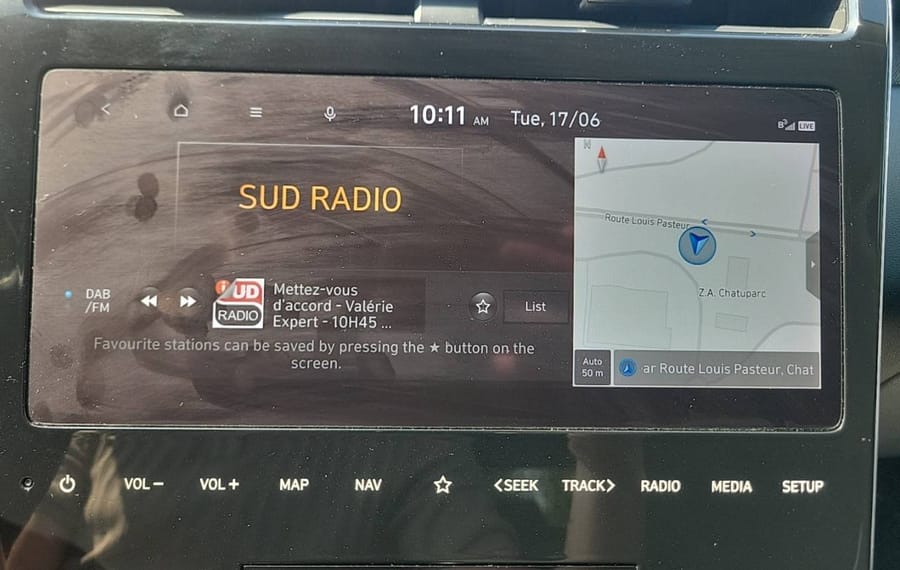 10:11 AM Tue, 17/06
LIVE
N
SUD RADIO
Route Louis Pasteur
Z.A. Chatuparc
DAB
/FM
SUD
RADIO
Mettez-vous
d'accord - Valérie
Expert - 10H45 ...
List
Favourite stations can be saved by pressing the ★ button on the
screen.
Auto
50 m
ar Route Louis Pasteur, Chat
VOL− VOL+ MAP NAV <SEEK TRACK> RADIO MEDIA SETUP